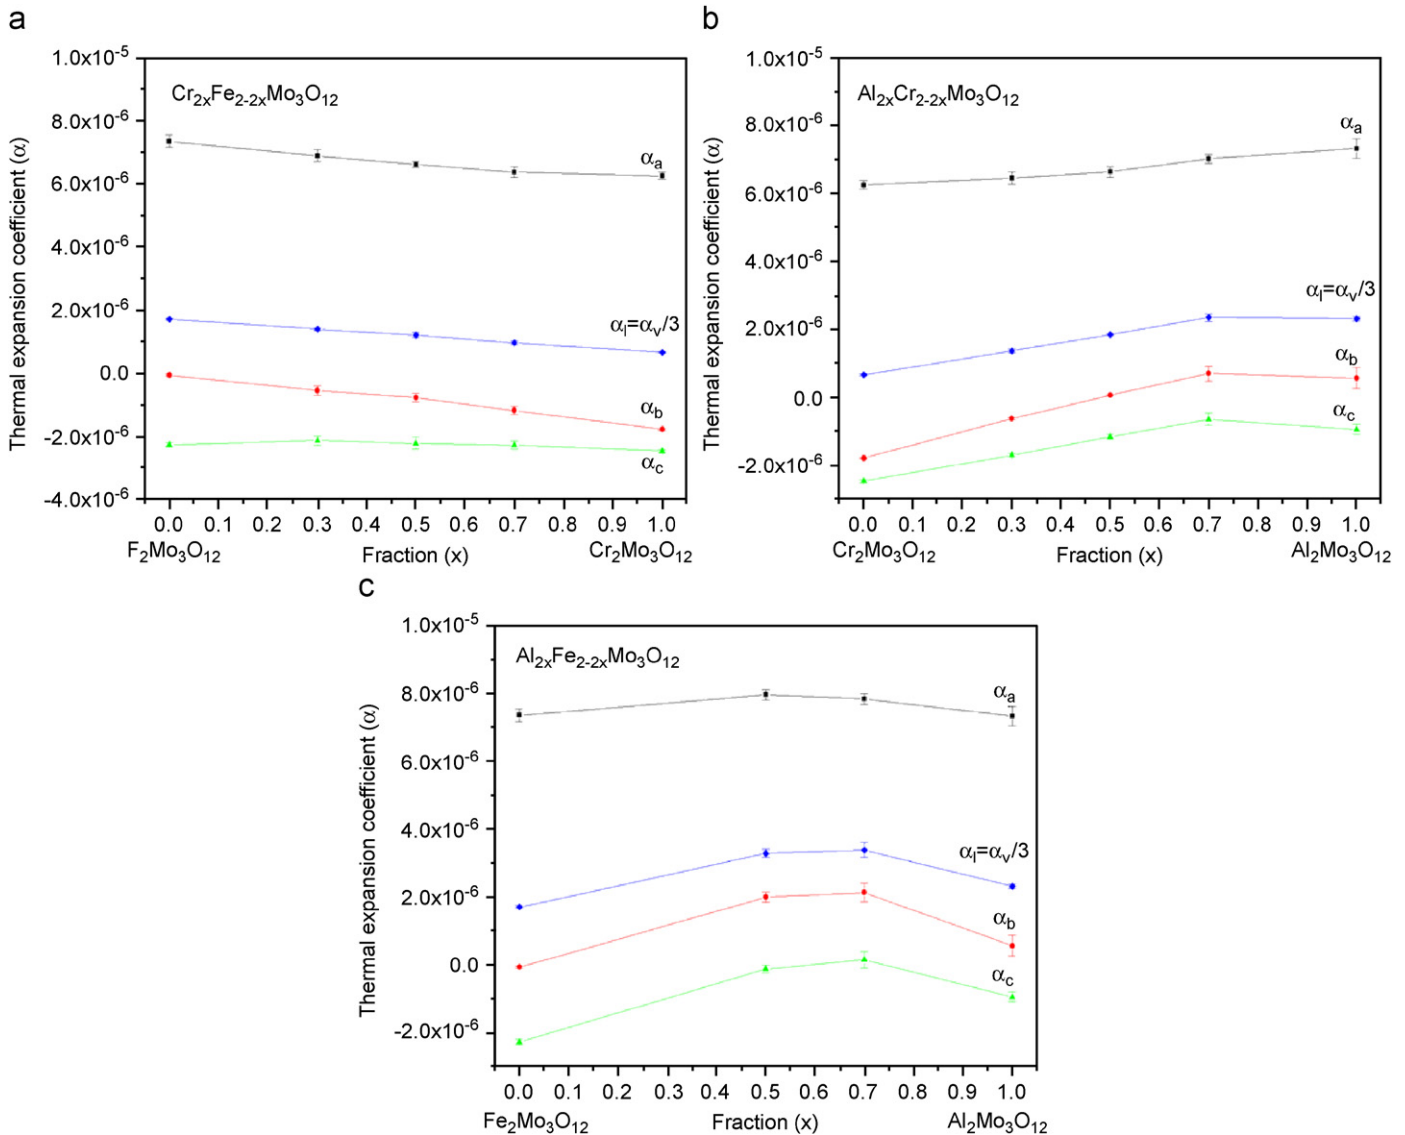 a
Thermal expansion coefficient (α)
1.0x10⁻⁵
8.0x10⁻⁶
6.0x10⁻⁶
4.0x10⁻⁶
2.0x10⁻⁶
0.0
-2.0x10⁻⁶
-4.0x10⁻⁶
Cr₂ₓFe₂₋₂ₓMo₃O₁₂
αₐ
αₗ=αᵥ/3
α_b
α_c
0.0 0.1 0.2 0.3 0.4 0.5 0.6 0.7 0.8 0.9 1.0
F₂Mo₃O₁₂ Fraction (x) Cr₂Mo₃O₁₂
b
Thermal expansion coefficient (α)
1.0x10⁻⁵
8.0x10⁻⁶
6.0x10⁻⁶
4.0x10⁻⁶
2.0x10⁻⁶
0.0
-2.0x10⁻⁶
Al₂ₓCr₂₋₂ₓMo₃O₁₂
αₐ
αₗ=αᵥ/3
α_b
α_c
0.0 0.1 0.2 0.3 0.4 0.5 0.6 0.7 0.8 0.9 1.0
Cr₂Mo₃O₁₂ Fraction (x) Al₂Mo₃O₁₂
c
Thermal expansion coefficient (α)
1.0x10⁻⁵
8.0x10⁻⁶
6.0x10⁻⁶
4.0x10⁻⁶
2.0x10⁻⁶
0.0
-2.0x10⁻⁶
Al₂ₓFe₂₋₂ₓMo₃O₁₂
αₐ
αₗ=αᵥ/3
α_b
α_c
0.0 0.1 0.2 0.3 0.4 0.5 0.6 0.7 0.8 0.9 1.0
Fe₂Mo₃O₁₂ Fraction (x) Al₂Mo₃O₁₂